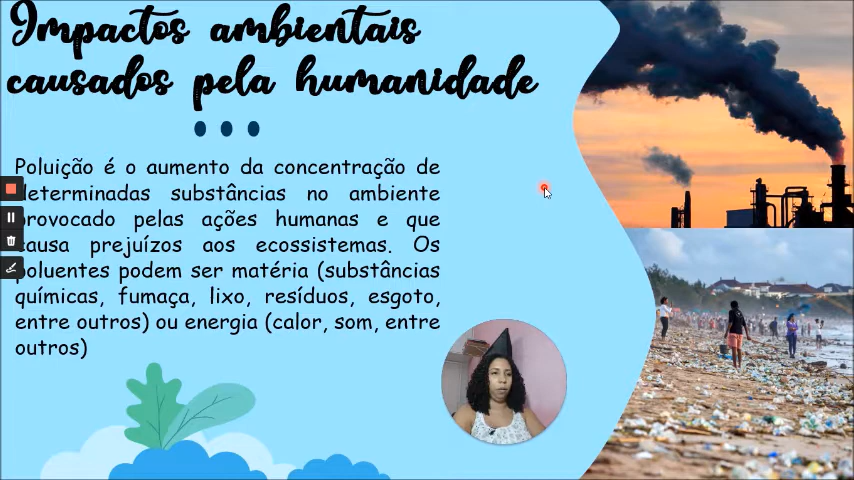 Impactos ambientais
causados pela humanidade
Poluição é o aumento da concentração de
determinadas substâncias no ambiente
provocado pelas ações humanas e que
causa prejuízos aos ecossistemas. Os
poluentes podem ser matéria (substâncias
químicas, fumaça, lixo, resíduos, esgoto,
entre outros) ou energia (calor, som, entre
outros)